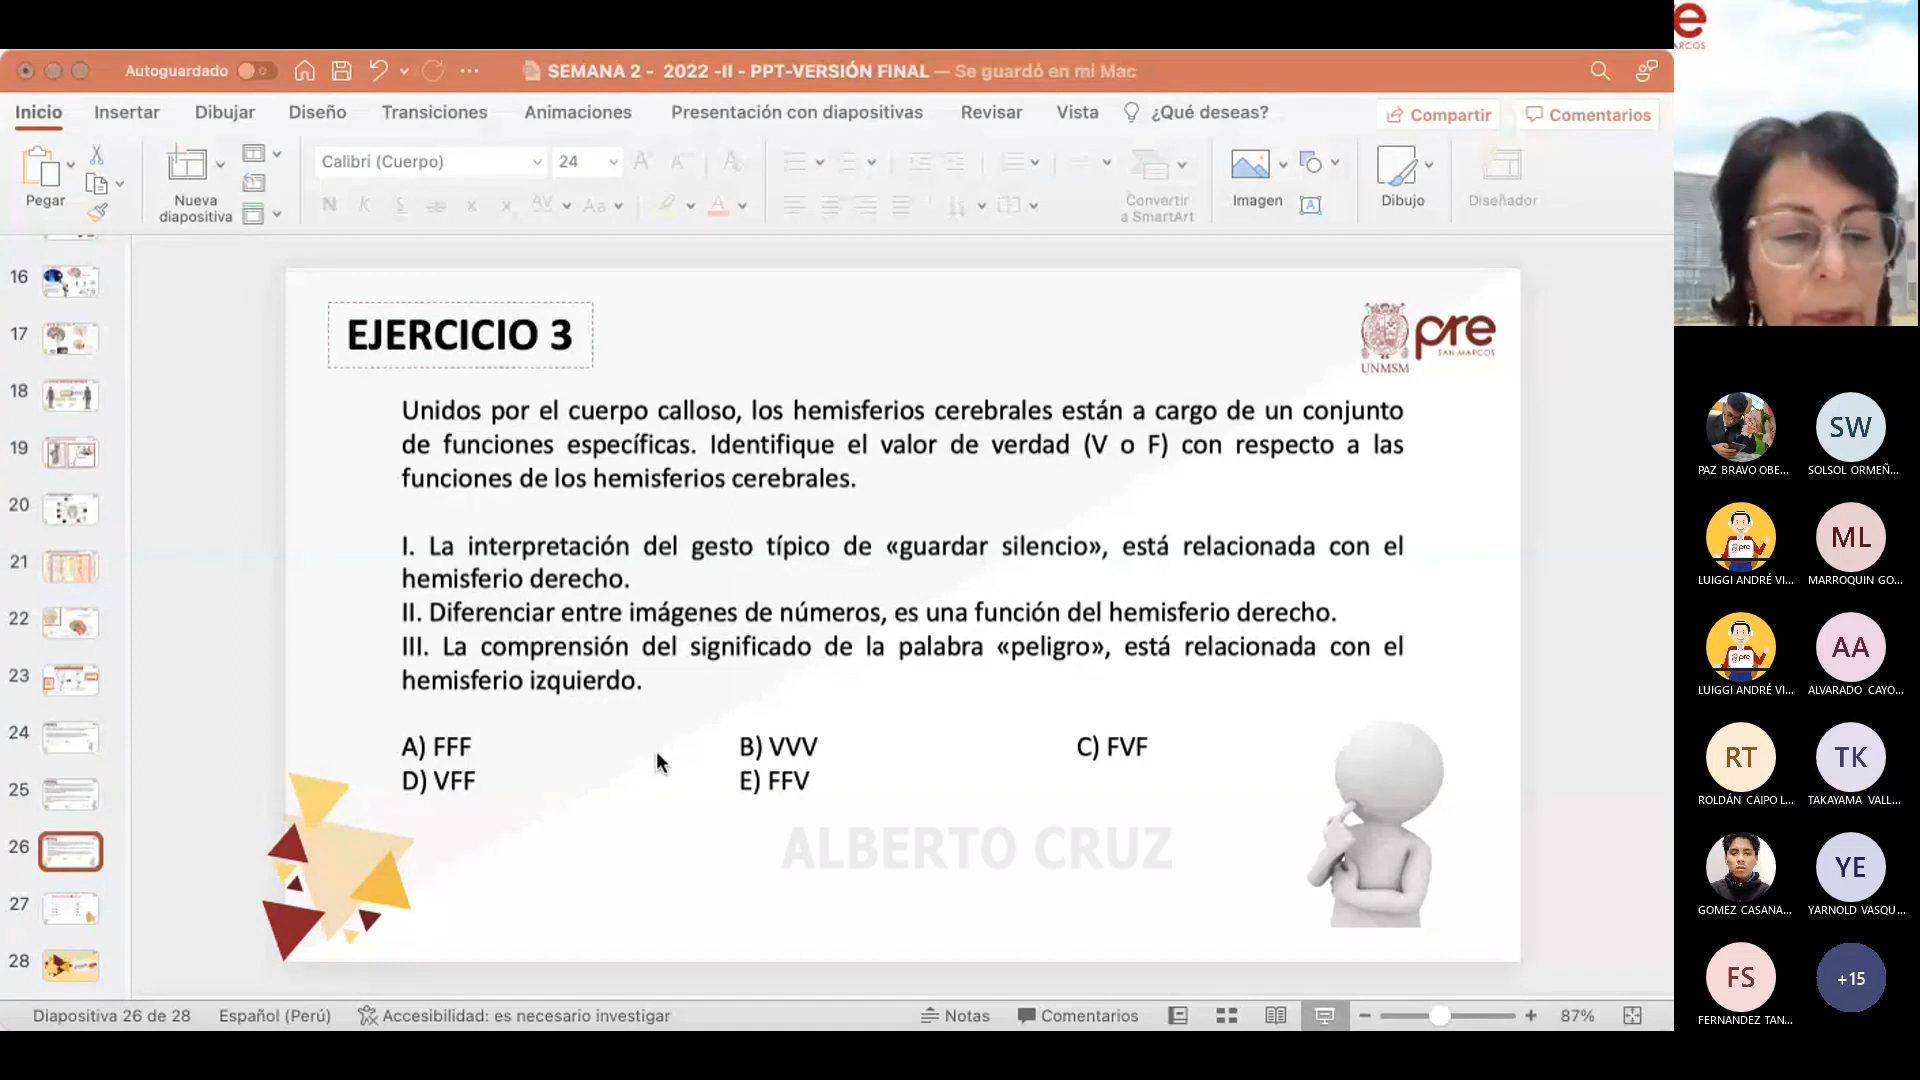 Autoguardado
SEMANA 2 - 2022 -II - PPT-VERSIÓN FINAL — Se guardó en mi Mac
Inicio Insertar Dibujar Diseño Transiciones Animaciones Presentación con diapositivas Revisar Vista ¿Qué deseas? Compartir Comentarios
Calibri (Cuerpo) 24
Pegar
Nueva
diapositiva
Convertir
a SmartArt
Imagen
Dibujo
Diseñador
16
17
18
19
20
21
22
23
24
25
26
27
28
EJERCICIO 3
UNMSM
pre
SAN MARCOS
Unidos por el cuerpo calloso, los hemisferios cerebrales están a cargo de un conjunto
de funciones específicas. Identifique el valor de verdad (V o F) con respecto a las
funciones de los hemisferios cerebrales.
I. La interpretación del gesto típico de «guardar silencio», está relacionada con el
hemisferio derecho.
II. Diferenciar entre imágenes de números, es una función del hemisferio derecho.
III. La comprensión del significado de la palabra «peligro», está relacionada con el
hemisferio izquierdo.
A) FFF B) VVV C) FVF
D) VFF E) FFV
ALBERTO CRUZ
Diapositiva 26 de 28 Español (Perú) Accesibilidad: es necesario investigar Notas Comentarios 87%
e
ARCOS
SW
PAZ BRAVO OBE... SOLSOL ORMEÑ...
ML
LUIGGI ANDRÉ VI... MARROQUIN GO...
AA
LUIGGI ANDRÉ VI... ALVARADO CAYO...
RT TK
ROLDÁN CAIPO L... TAKAYAMA VALL...
YE
GOMEZ CASANA... YARNOLD VASQU...
FS +15
FERNANDEZ TAN...